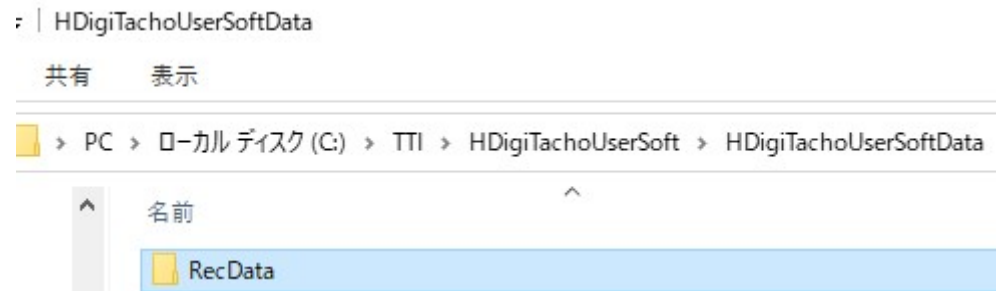 HDigiTachoUserSoftData
共有 表示
PC > ローカル ディスク (C:) > TTI > HDigiTachoUserSoft > HDigiTachoUserSoftData
名前
RecData